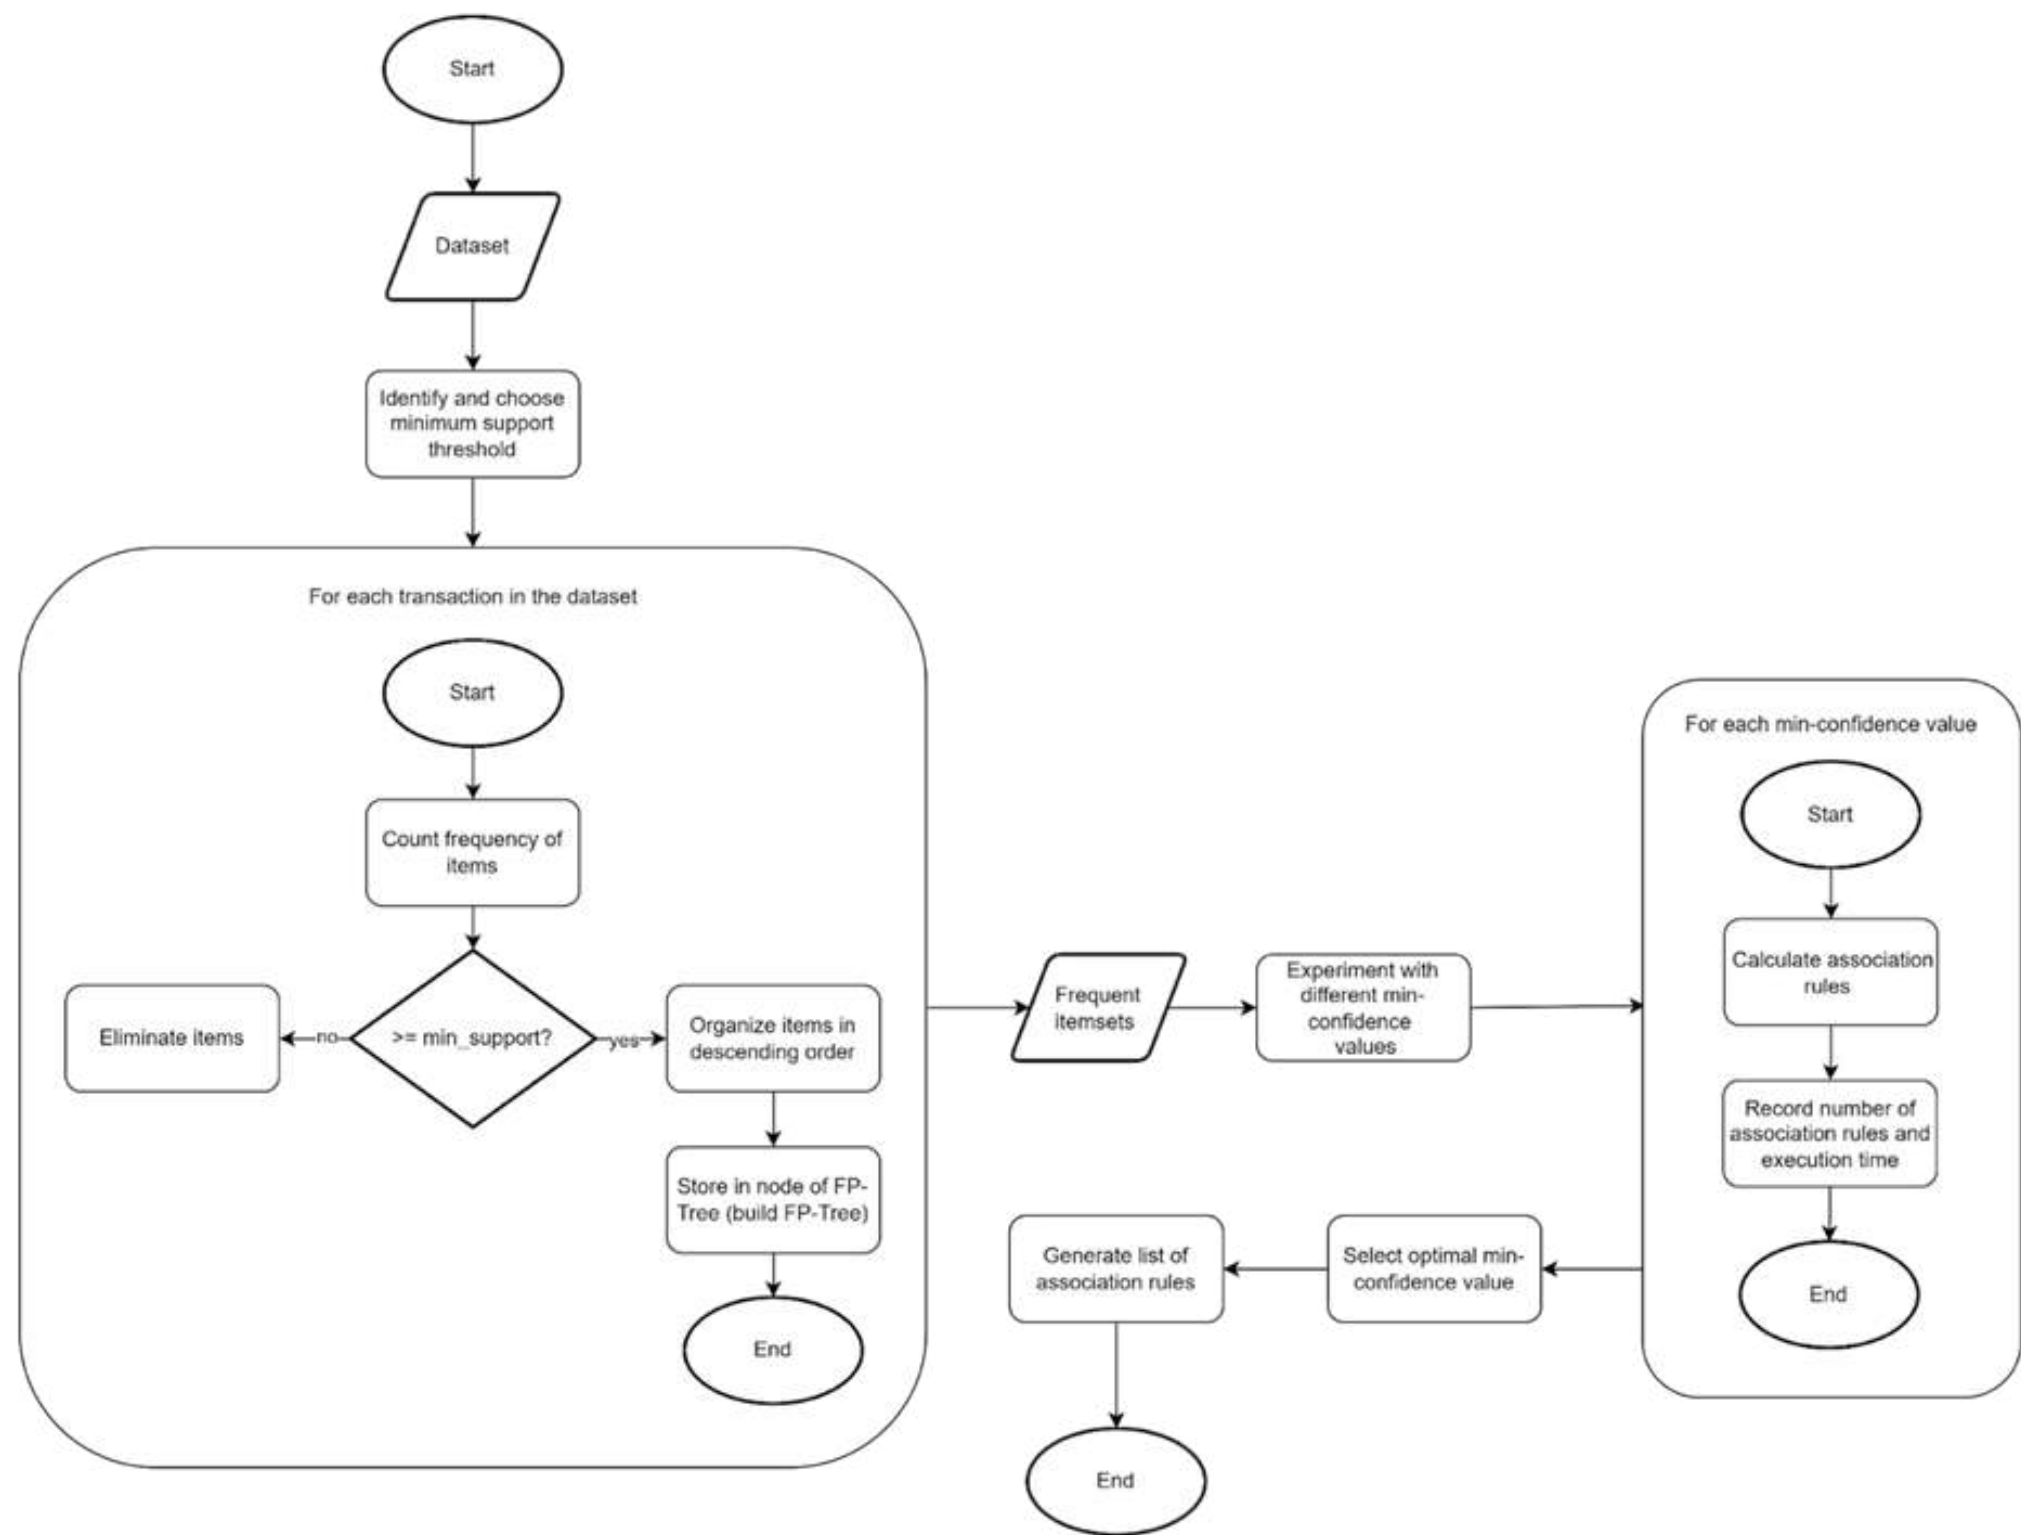 Start
Dataset
Identify and choose
minimum support
threshold
For each transaction in the dataset
Start
Count frequency of
items
>= min_support?
no
Eliminate items
yes
Organize items in
descending order
Store in node of FP-
Tree (build FP-Tree)
End
Frequent
itemsets
Experiment with
different min-
confidence
values
For each min-confidence value
Start
Calculate association
rules
Record number of
association rules and
execution time
End
Select optimal min-
confidence value
Generate list of
association rules
End